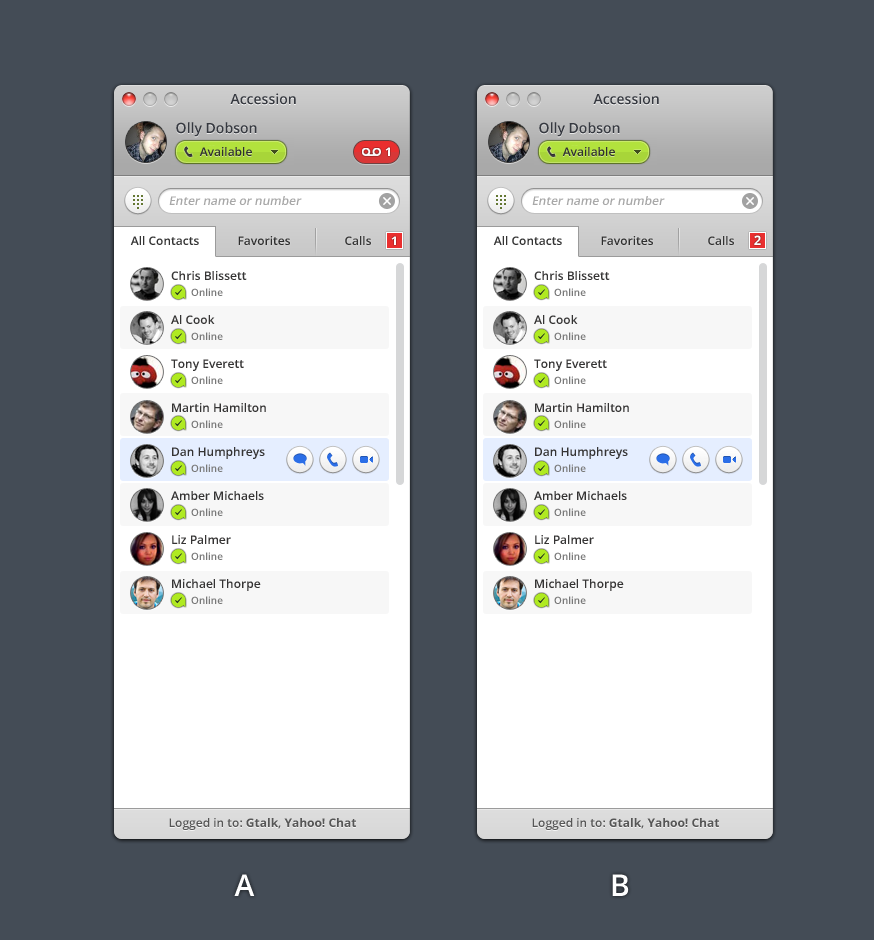 Accession
Olly Dobson
Available
1
Enter name or number
All Contacts Favorites Calls 1
Chris Blissett
Online
Al Cook
Online
Tony Everett
Online
Martin Hamilton
Online
Dan Humphreys
Online
Amber Michaels
Online
Liz Palmer
Online
Michael Thorpe
Online
Logged in to: Gtalk, Yahoo! Chat
A
Accession
Olly Dobson
Available
Enter name or number
All Contacts Favorites Calls 2
Chris Blissett
Online
Al Cook
Online
Tony Everett
Online
Martin Hamilton
Online
Dan Humphreys
Online
Amber Michaels
Online
Liz Palmer
Online
Michael Thorpe
Online
Logged in to: Gtalk, Yahoo! Chat
B